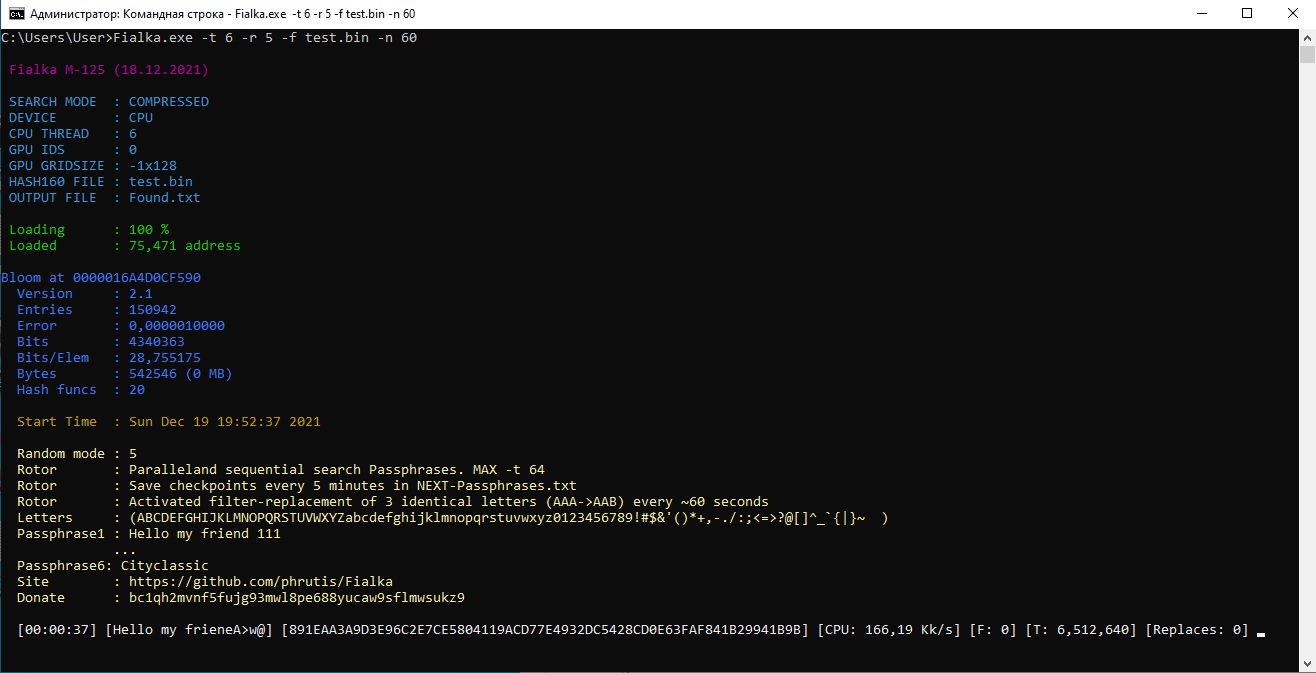 Администратор: Командная строка - Fialka.exe  -t 6 -r 5 -f test.bin -n 60
C:\Users\User>Fialka.exe -t 6 -r 5 -f test.bin -n 60
Fialka M-125 (18.12.2021)
SEARCH MODE  : COMPRESSED
DEVICE       : CPU
CPU THREAD   : 6
GPU IDS      : 0
GPU GRIDSIZE : -1x128
HASH160 FILE : test.bin
OUTPUT FILE  : Found.txt
Loading      : 100 %
Loaded       : 75,471 address
Bloom at 0000016A4D0CF590
Version     : 2.1
Entries     : 150942
Error       : 0,0000010000
Bits        : 4340363
Bits/Elem   : 28,755175
Bytes       : 542546 (0 MB)
Hash funcs  : 20
Start Time  : Sun Dec 19 19:52:37 2021
Random mode : 5
Rotor       : Paralleland sequential search Passphrases. MAX -t 64
Rotor       : Save checkpoints every 5 minutes in NEXT-Passphrases.txt
Rotor       : Activated filter-replacement of 3 identical letters (AAA->AAB) every ~60 seconds
Letters     : (ABCDEFGHIJKLMNOPQRSTUVWXYZabcdefghijklmnopqrstuvwxyz0123456789!#$&'()*+,-./:;<=>?@[]^_`{|}~  )
Passphrase1 : Hello my friend 111
...
Passphrase6: Cityclassic
Site        : https://github.com/phrutis/Fialka
Donate      : bc1qh2mvnf5fujg93mwl8pe688yucaw9sflmwsukz9
[00:00:37] [Hello my frieneA>w@] [891EAA3A9D3E96C2E7CE5804119ACD77E4932DC5428CD0E63FAF841B29941B9B] [CPU: 166,19 Kk/s] [F: 0] [T: 6,512,640] [Replaces: 0]